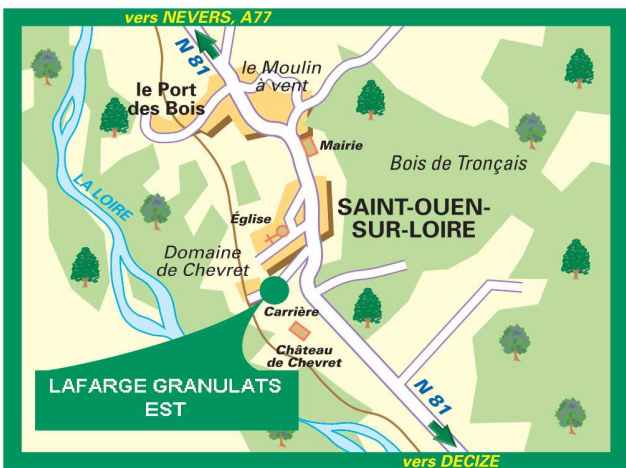 vers NEVERS, A77
N 81
le Moulin
à vent
le Port
des Bois
Mairie
Bois de Tronçais
LA LOIRE
SAINT-OUEN-
SUR-LOIRE
Église
Domaine
de Chevret
Carrière
Château
de Chevret
LAFARGE GRANULATS
EST
N 81
vers DECIZE